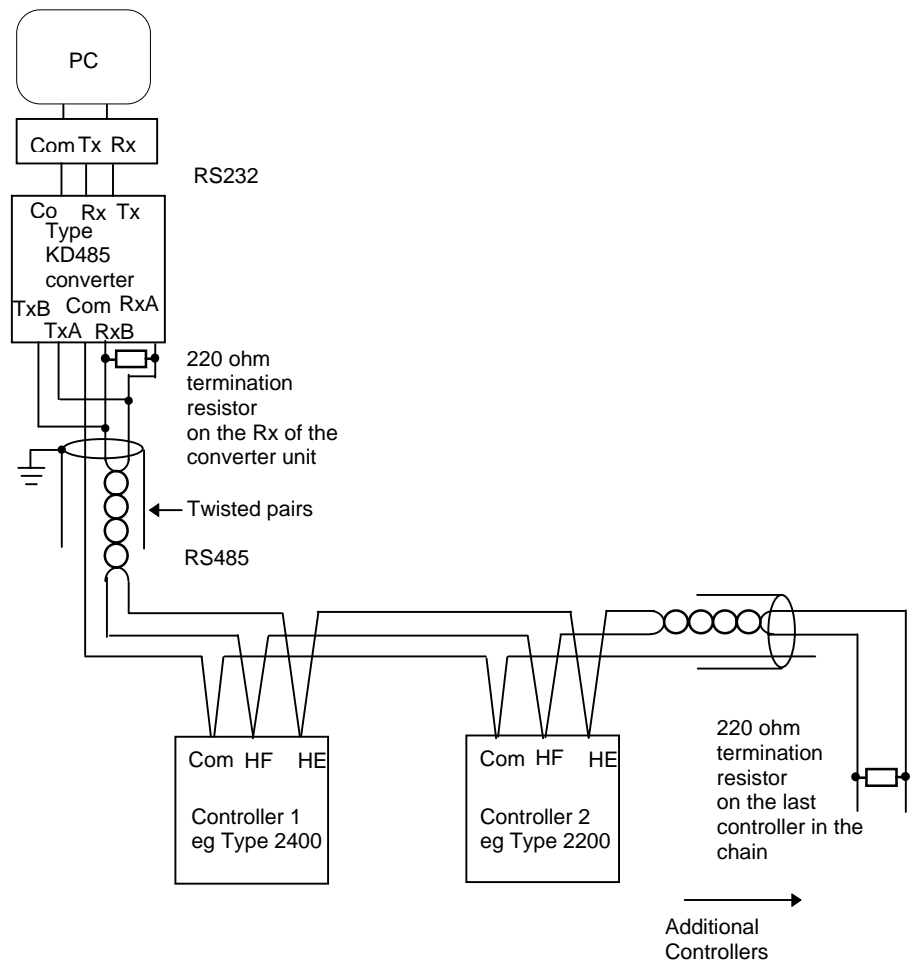 PC
Com Tx Rx
RS232
Co Rx Tx
Type
KD485
converter
TxB Com RxA
TxA RxB
220 ohm
termination
resistor
on the Rx of the
converter unit
Twisted pairs
RS485
Com HF HE
Controller 1
eg Type 2400
Com HF HE
Controller 2
eg Type 2200
220 ohm
termination
resistor
on the last
controller in the
chain
Additional
Controllers